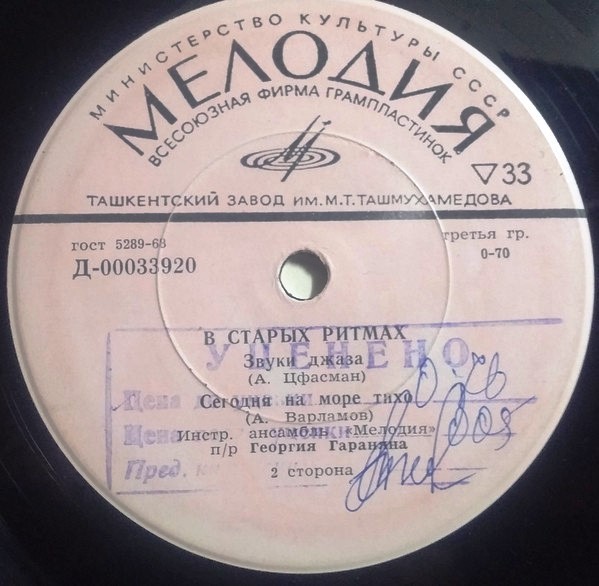 МИНИСТЕРСТВО КУЛЬТУРЫ СССР
МЕЛОДИЯ
ВСЕСОЮЗНАЯ ФИРМА ГРАМПЛАСТИНОК
33
ТАШКЕНТСКИЙ ЗАВОД ИМ. М.Т. ТАШМУХАМЕДОВА
гост 5289-68
третья гр.
Д-00033920
0-70
В СТАРЫХ РИТМАХ
УЦЕНЕНО
Звуки джаза
(А. Цфасман)
Цена
Сегодня на море тихо
(А. Варламов)
Цена
Инстр. ансамбль «Мелодия»
п/р Георгия Гараняна
Пред.
2 сторона